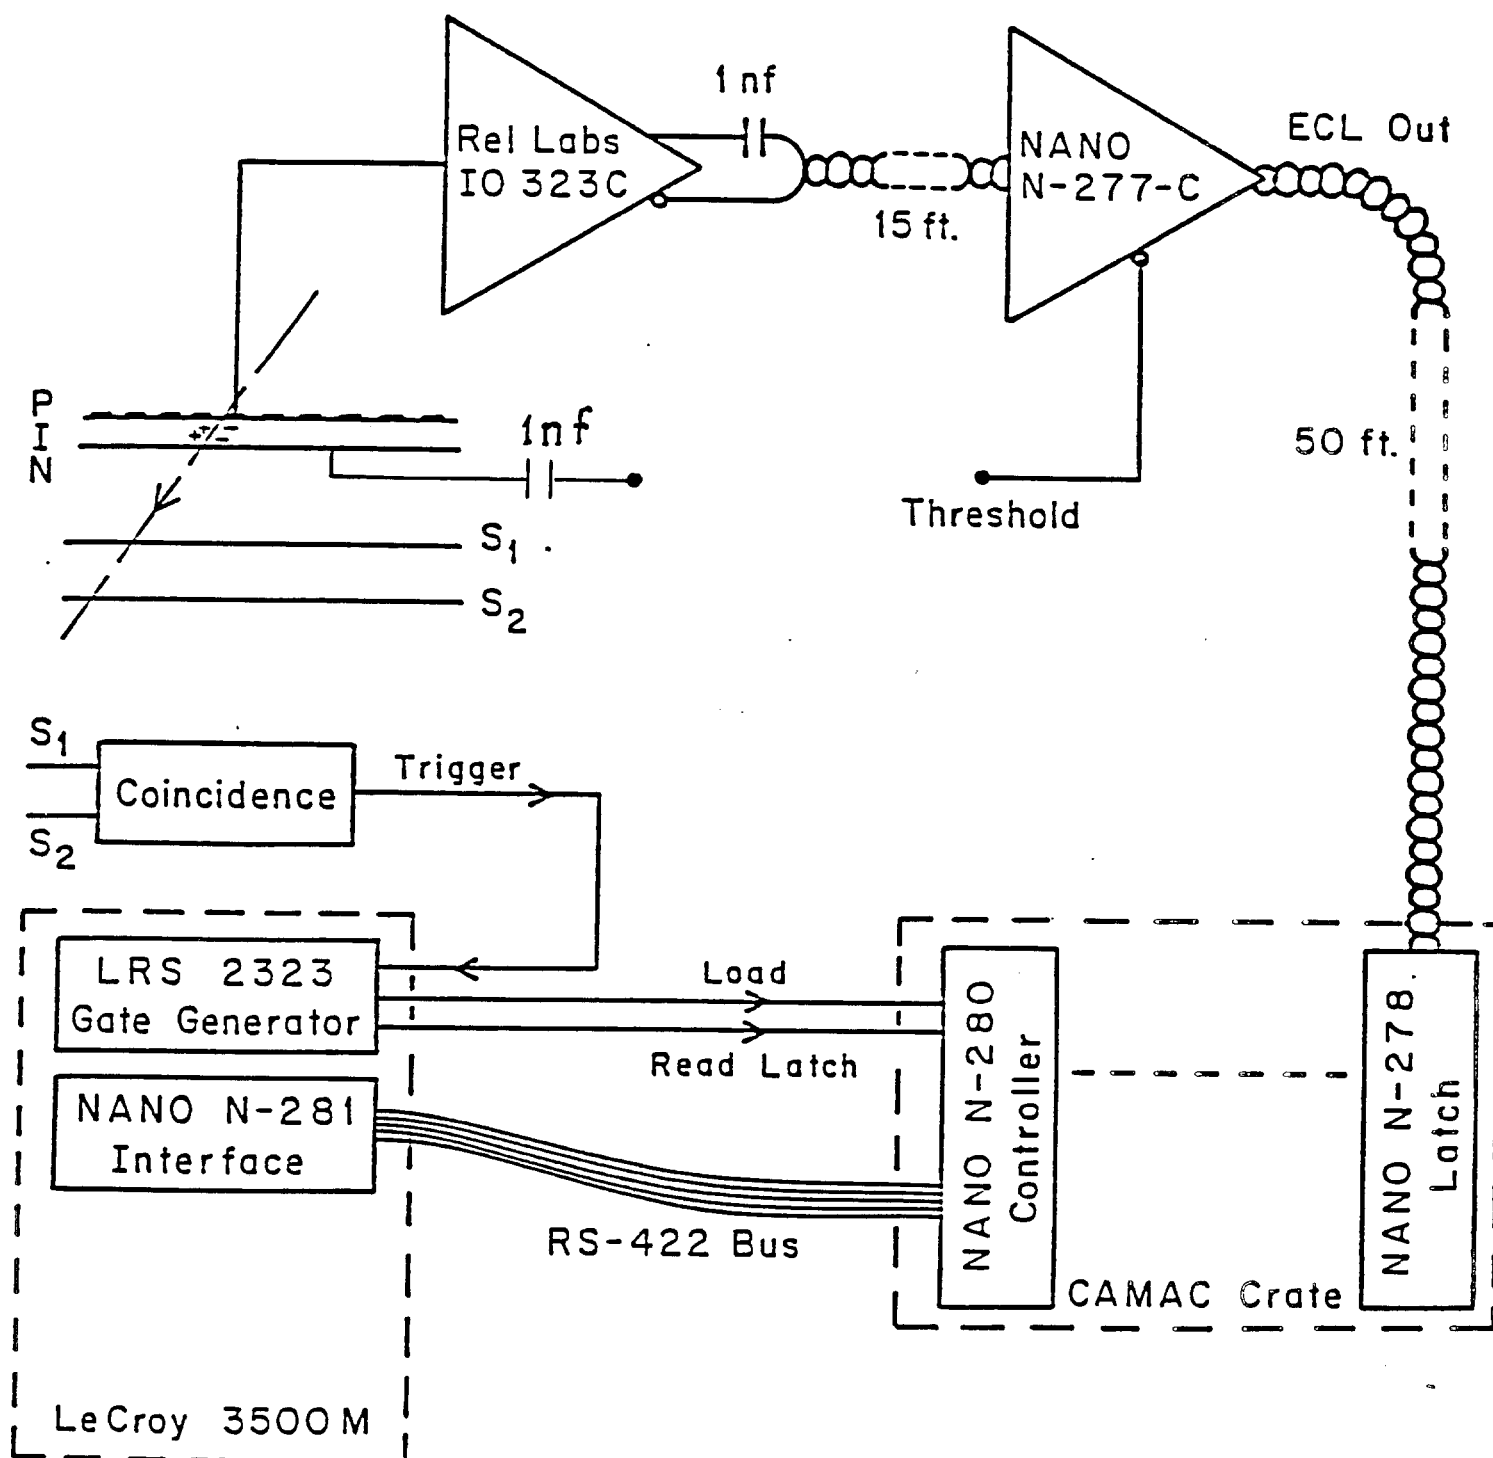 1 nf
Rel Labs
IO 323C
NANO
N-277-C
ECL Out
15 ft.
P
I
N
1nf
50 ft.
Threshold
S1
S2
S1
Coincidence
Trigger
S2
LRS 2323
Gate Generator
Load
Read Latch
NANO N-281
Interface
RS-422 Bus
NANO N-280
Controller
NANO N-278
Latch
CAMAC Crate
LeCroy 3500M